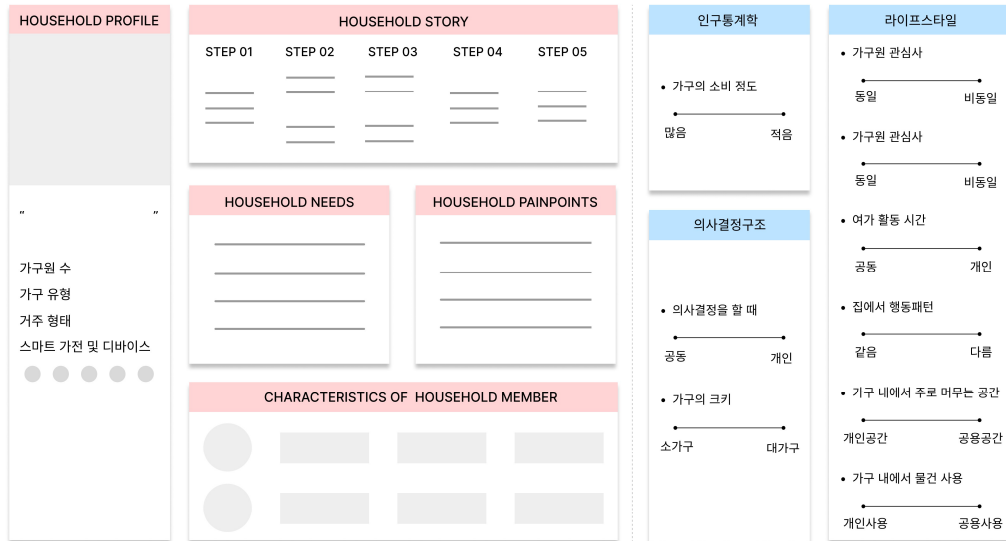 HOUSEHOLD PROFILE
“ ”
가구원 수
가구 유형
거주 형태
스마트 가전 및 디바이스
HOUSEHOLD STORY
STEP 01 STEP 02 STEP 03 STEP 04 STEP 05
HOUSEHOLD NEEDS
HOUSEHOLD PAINPOINTS
CHARACTERISTICS OF HOUSEHOLD MEMBER
인구통계학
• 가구의 소비 정도
많음 적음
의사결정구조
• 의사결정을 할 때
공동 개인
• 가구의 크키
소가구 대가구
라이프스타일
• 가구원 관심사
동일 비동일
• 가구원 관심사
동일 비동일
• 여가 활동 시간
공동 개인
• 집에서 행동패턴
같음 다름
• 가구 내에서 주로 머무는 공간
개인공간 공용공간
• 가구 내에서 물건 사용
개인사용 공용사용